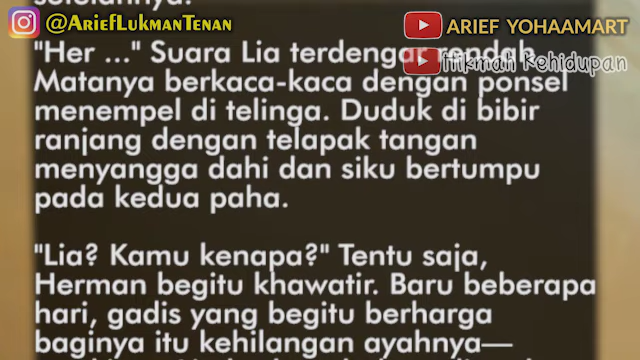 @AriefLukmanTenan
ARIEF YOHAAMART
Hikmah Kehidupan
"Her ..." Suara Lia terdengar rendah.
Matanya berkaca-kaca dengan ponsel
menempel di telinga. Duduk di bibir
ranjang dengan telapak tangan
menyangga dahi dan siku bertumpu
pada kedua paha.
"Lia? Kamu kenapa?" Tentu saja,
Herman begitu khawatir. Baru beberapa
hari, gadis yang begitu berharga
baginya itu kehilangan ayahnya—